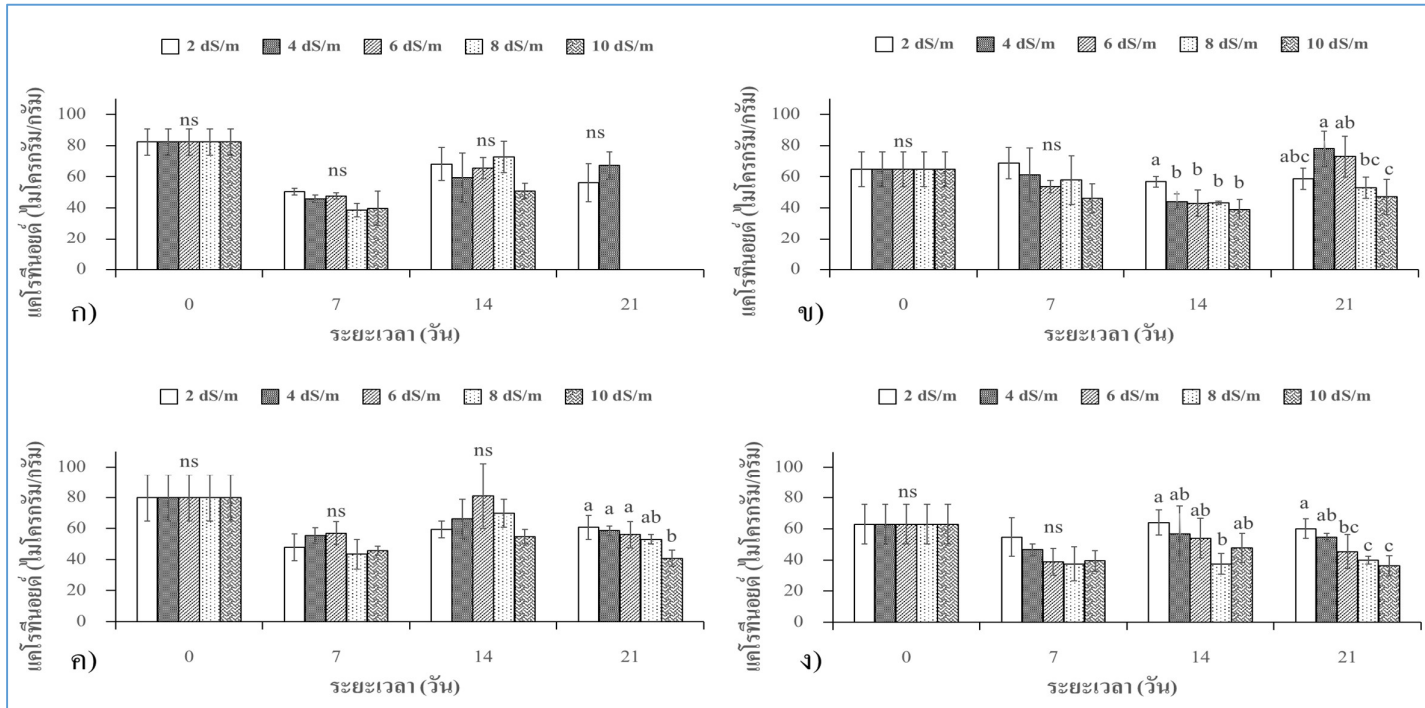 2 dS/m 4 dS/m 6 dS/m 8 dS/m 10 dS/m
แคโรทีนอยด์ (ไมโครกรัม/กรัม)
100
80
60
40
20
0
ns
ns
ns
ns
0 7 14 21
ก)
ระยะเวลา (วัน)
2 dS/m 4 dS/m 6 dS/m 8 dS/m 10 dS/m
แคโรทีนอยด์ (ไมโครกรัม/กรัม)
100
80
60
40
20
0
ns
ns
a b b b b
abc a ab bc c
0 7 14 21
ข)
ระยะเวลา (วัน)
2 dS/m 4 dS/m 6 dS/m 8 dS/m 10 dS/m
แคโรทีนอยด์ (ไมโครกรัม/กรัม)
100
80
60
40
20
0
ns
ns
ns
a a a ab b
0 7 14 21
ค)
ระยะเวลา (วัน)
2 dS/m 4 dS/m 6 dS/m 8 dS/m 10 dS/m
แคโรทีนอยด์ (ไมโครกรัม/กรัม)
100
80
60
40
20
0
ns
ns
a ab ab b ab
a ab bc c c
0 7 14 21
ง)
ระยะเวลา (วัน)